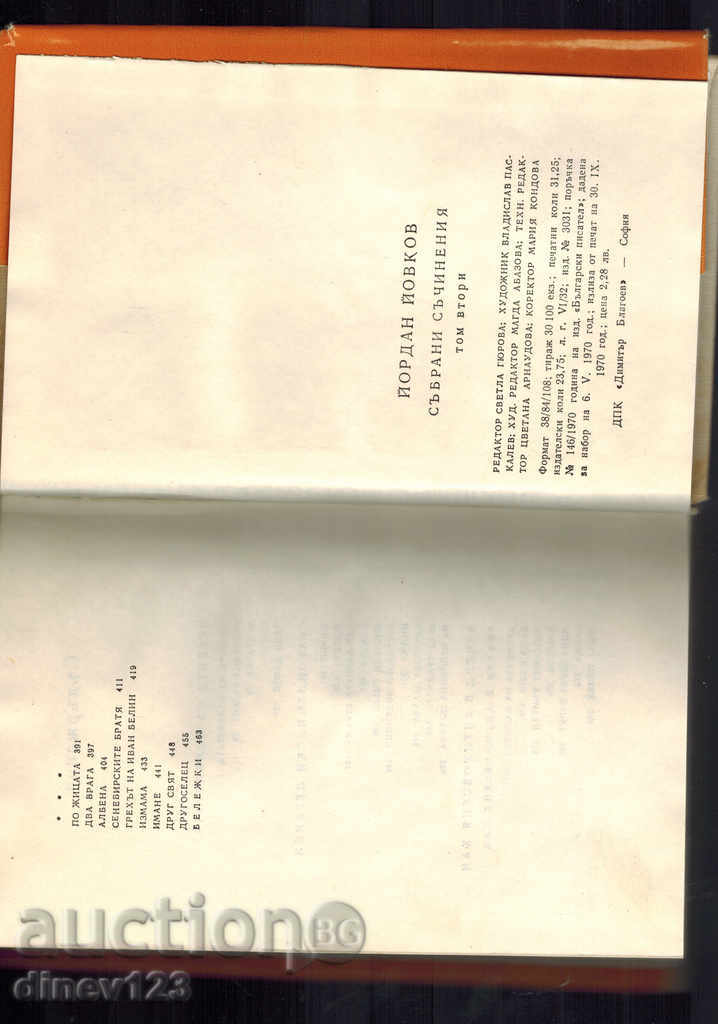 * * *
ПО ЖИЦАТА 391
ДВА ВРАГА 397
АЛБЕНА 404
СЕНЕБИРСКИТЕ БРАТЯ 411
ГРЕХЪТ НА ИВАН БЕЛИН 419
ИЗМАМА 433
ИМАНЕ 441
ДРУГ СВЯТ 448
ДРУГОСЕЛЕЦ 455
БЕЛЕЖКИ 463
ЙОРДАН ЙОВКОВ
СЪБРАНИ СЪЧИНЕНИЯ
ТОМ ВТОРИ
РЕДАКТОР СВЕТЛА ГЮРОВА; ХУДОЖНИК ВЛАДИСЛАВ ПАС-
КАЛЕВ; ХУД. РЕДАКТОР МАГДА АБАЗОВА; ТЕХН. РЕДАК-
ТОР ЦВЕТАНА АРНАУДОВА; КОРЕКТОР МАРИЯ КОНДОВА
Формат 38/84/108; тираж 30 100 екз.; печатни коли 31,25;
издателски коли 23,75; л. г. VI/32; изд. № 3031; поръчка
№ 146/1970 година на изд. «Български писател»; дадена
за набор на 6. V. 1970 год.; излиза от печат на 30. IX.
1970 год.; цена 2,28 лв.
ДПК «Димитър Благоев» — София
auction BG
dinev123